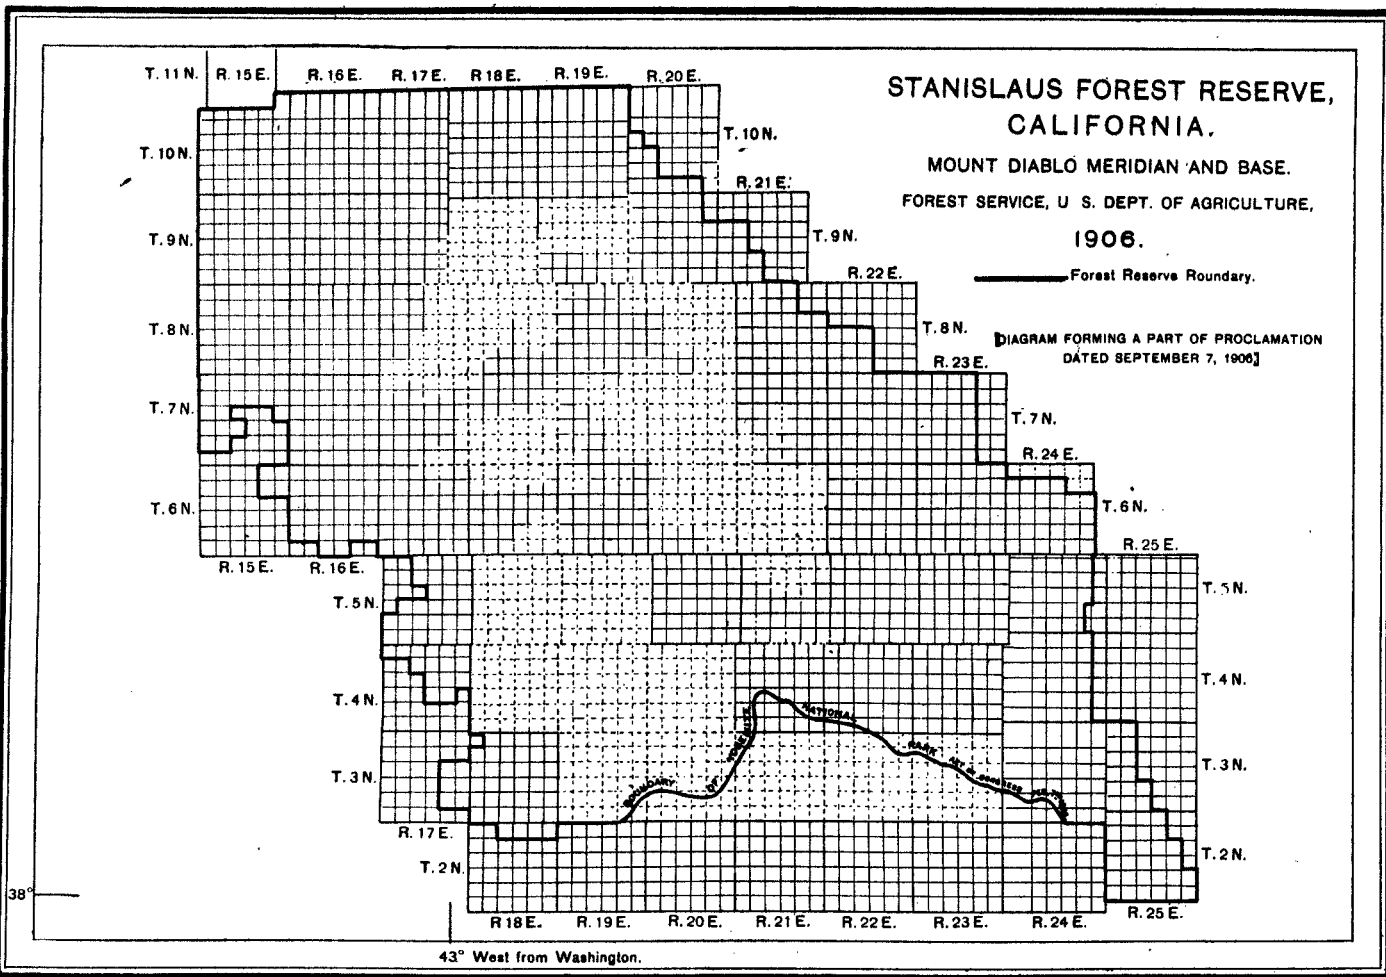 STANISLAUS FOREST RESERVE,
CALIFORNIA.
MOUNT DIABLO MERIDIAN AND BASE.
FOREST SERVICE, U S. DEPT. OF AGRICULTURE,
1906.
Forest Reserve Roundary.
[DIAGRAM FORMING A PART OF PROCLAMATION
DATED SEPTEMBER 7, 1906.]
T. 11 N. R. 15 E. R. 16 E. R. 17 E. R 18 E. R. 19 E. R. 20 E.
T. 10 N. T. 10 N.
R. 21 E.
T. 9 N. T. 9 N.
R. 22 E.
T. 8 N. T. 8 N.
R. 23 E.
T. 7 N. T. 7 N.
R. 24 E.
T. 6 N. T. 6 N.
R. 25 E.
R. 15 E. R. 16 E.
T. 5 N. T. 5 N.
T. 4 N. T. 4 N.
BOUNDARY OF YOSEMITE NATIONAL PARK
T. 3 N. T. 3 N.
R. 17 E.
T. 2 N. T. 2 N.
38°
R 18 E. R. 19 E. R. 20 E. R. 21 E. R. 22 E. R. 23 E. R. 24 E. R. 25 E.
43° West from Washington.